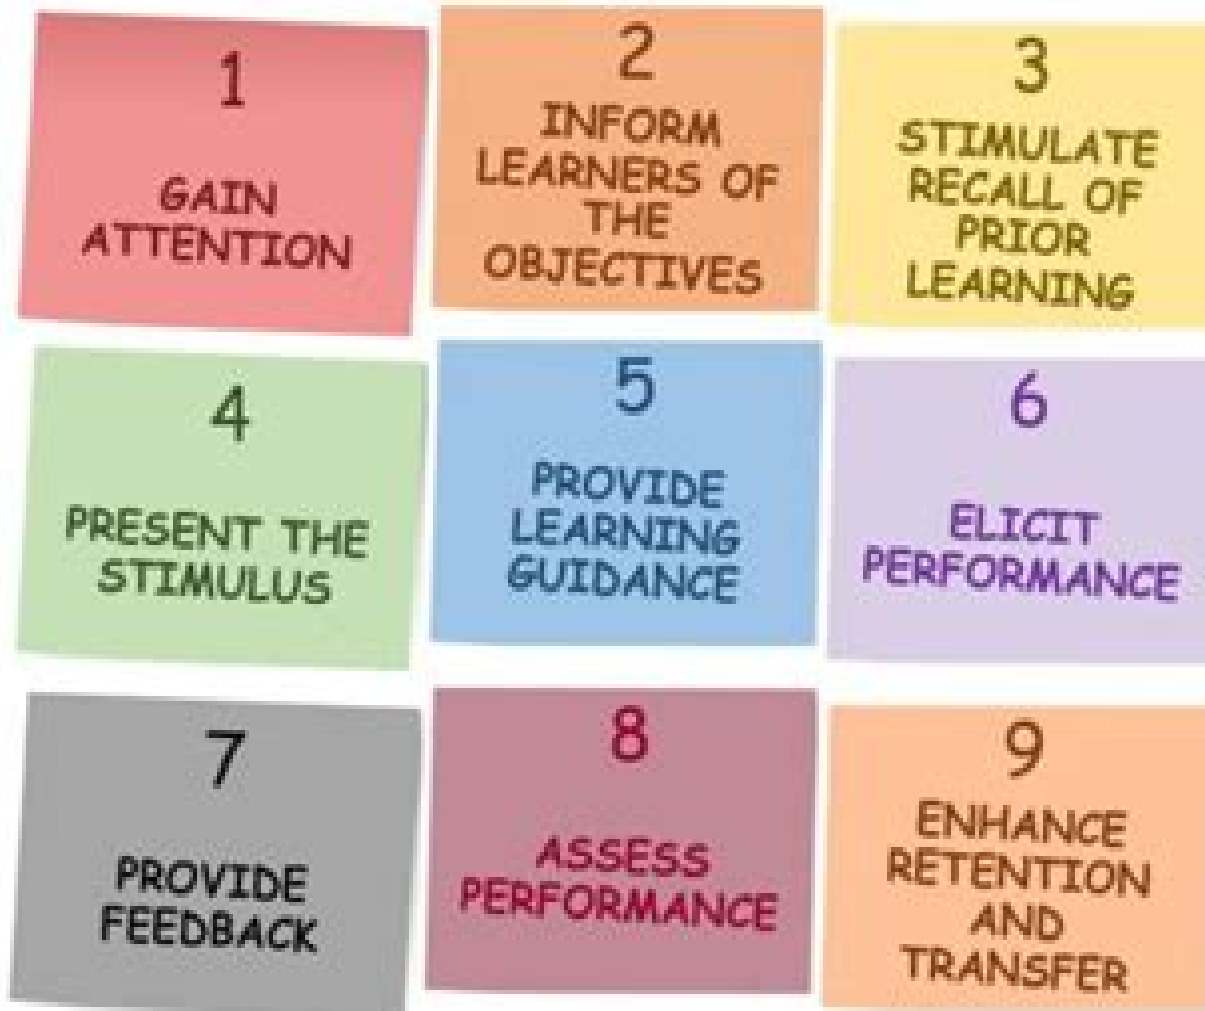 1
GAIN
ATTENTION
2
INFORM
LEARNERS OF
THE
OBJECTIVES
3
STIMULATE
RECALL OF
PRIOR
LEARNING
4
PRESENT THE
STIMULUS
5
PROVIDE
LEARNING
GUIDANCE
6
ELICIT
PERFORMANCE
7
PROVIDE
FEEDBACK
8
ASSESS
PERFORMANCE
9
ENHANCE
RETENTION
AND
TRANSFER